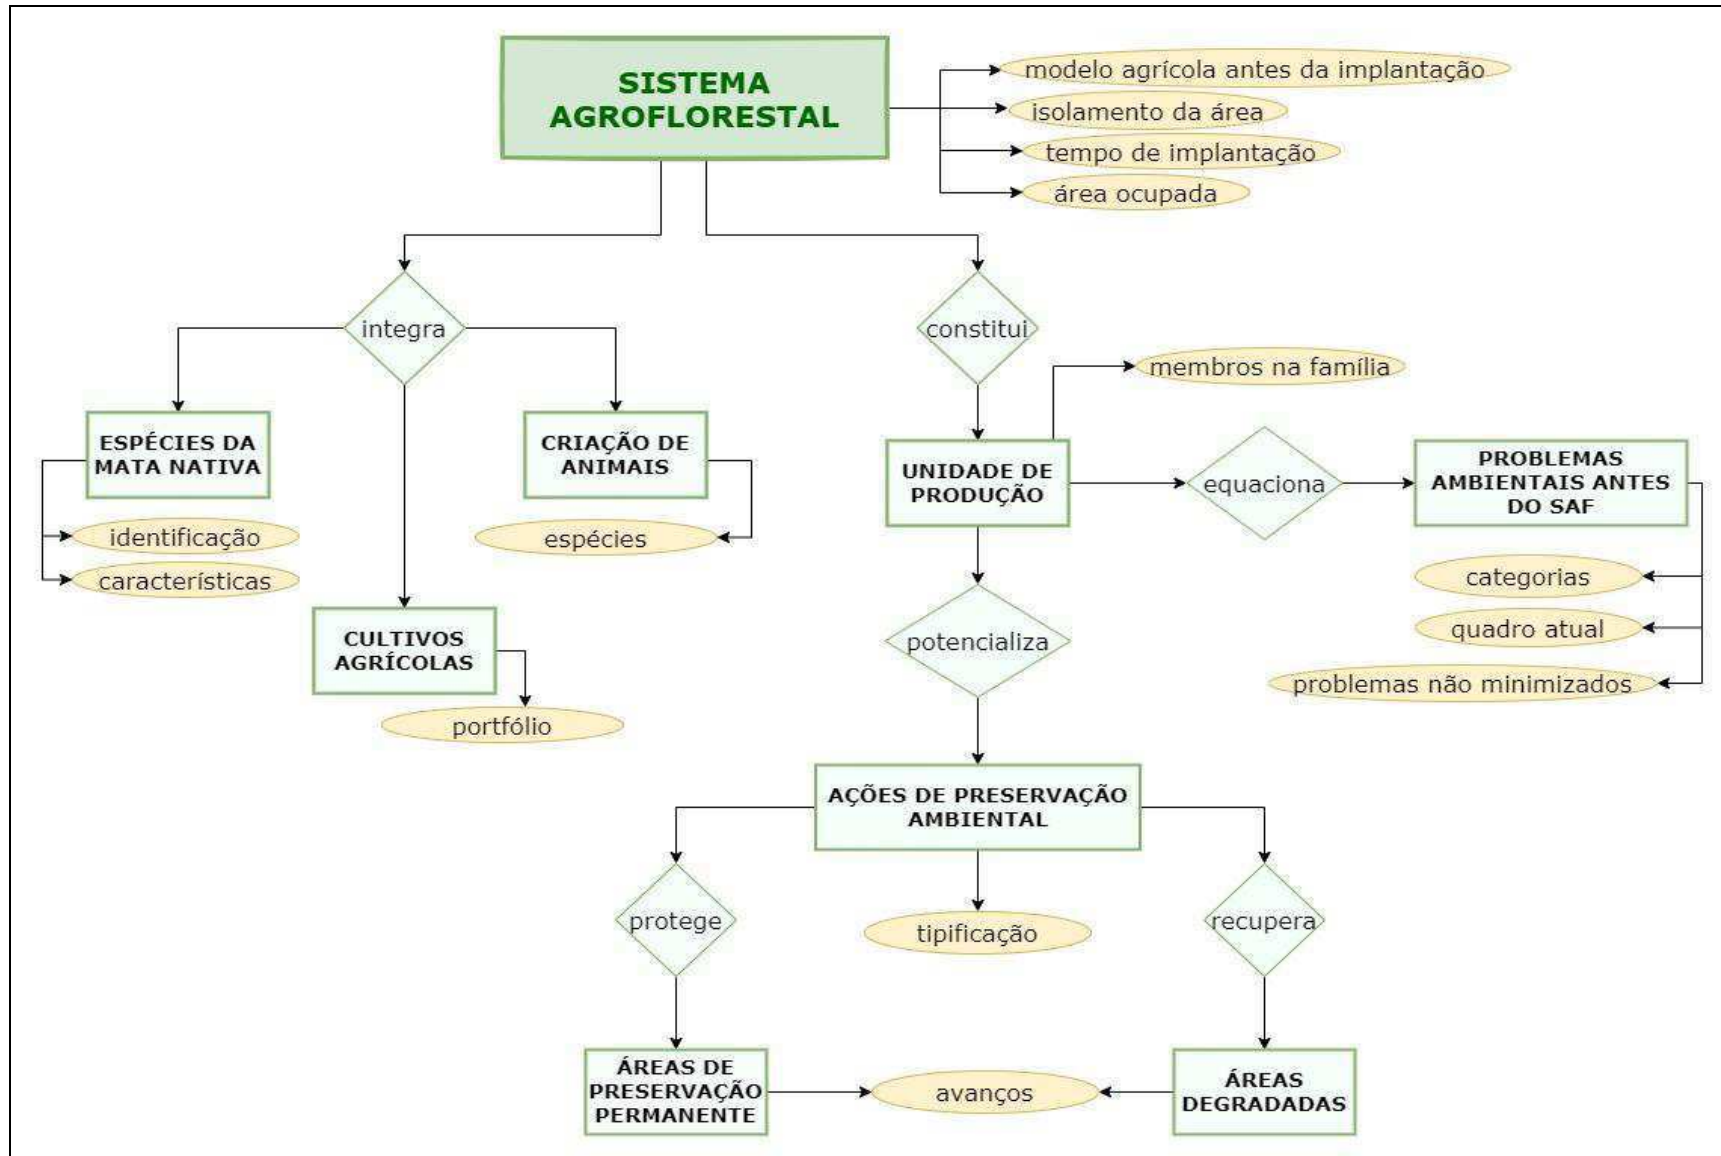 SISTEMA
AGROFLORESTAL
modelo agrícola antes da implantação
isolamento da área
tempo de implantação
área ocupada
integra
constitui
membros na família
ESPÉCIES DA
MATA NATIVA
CRIAÇÃO DE
ANIMAIS
UNIDADE DE
PRODUÇÃO
equaciona
PROBLEMAS
AMBIENTAIS ANTES
DO SAF
identificação
características
espécies
categorias
quadro atual
problemas não minimizados
CULTIVOS
AGRÍCOLAS
portfólio
potencializa
AÇÕES DE PRESERVAÇÃO
AMBIENTAL
protege
tipificação
recupera
ÁREAS DE
PRESERVAÇÃO
PERMANENTE
avanços
ÁREAS
DEGRADADAS